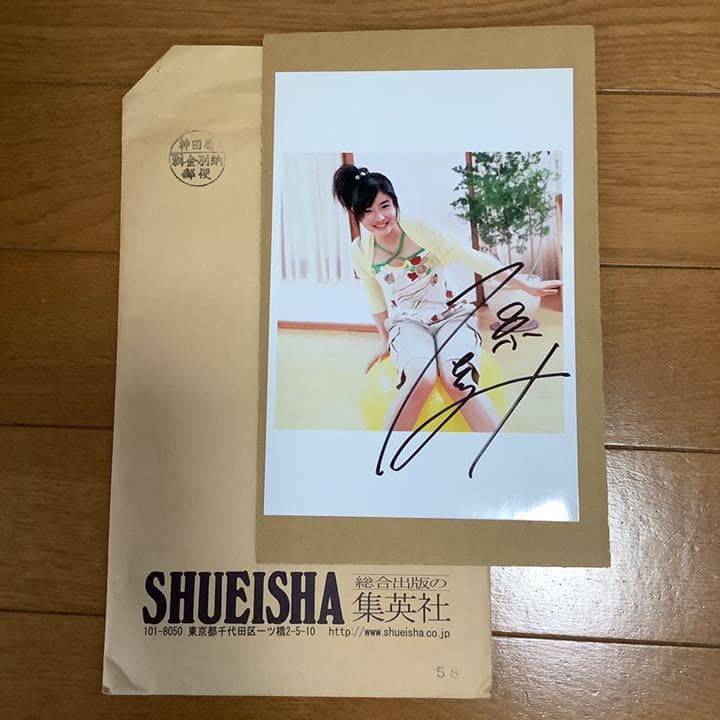 神田局
料金別納
郵便
SHUEISHA 総合出版の
集英社
101-8050 東京都千代田区一ツ橋2-5-10 http://www.shueisha.co.jp
58